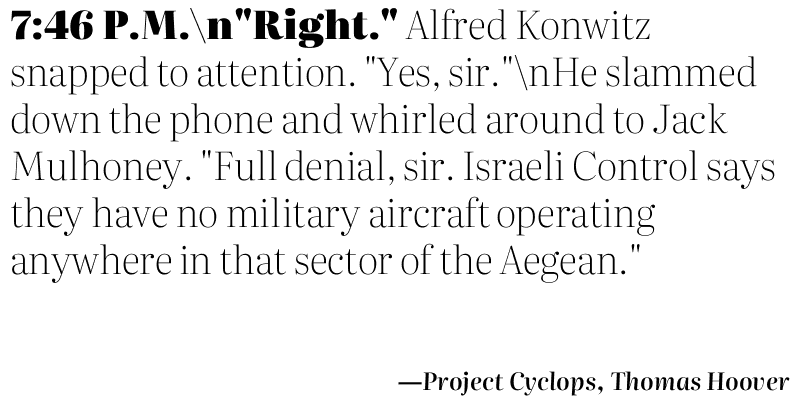 7:46 P.M.\n"Right." Alfred Konwitz
snapped to attention. "Yes, sir."\nHe slammed
down the phone and whirled around to Jack
Mulhoney. "Full denial, sir. Israeli Control says
they have no military aircraft operating
anywhere in that sector of the Aegean."
—Project Cyclops, Thomas Hoover